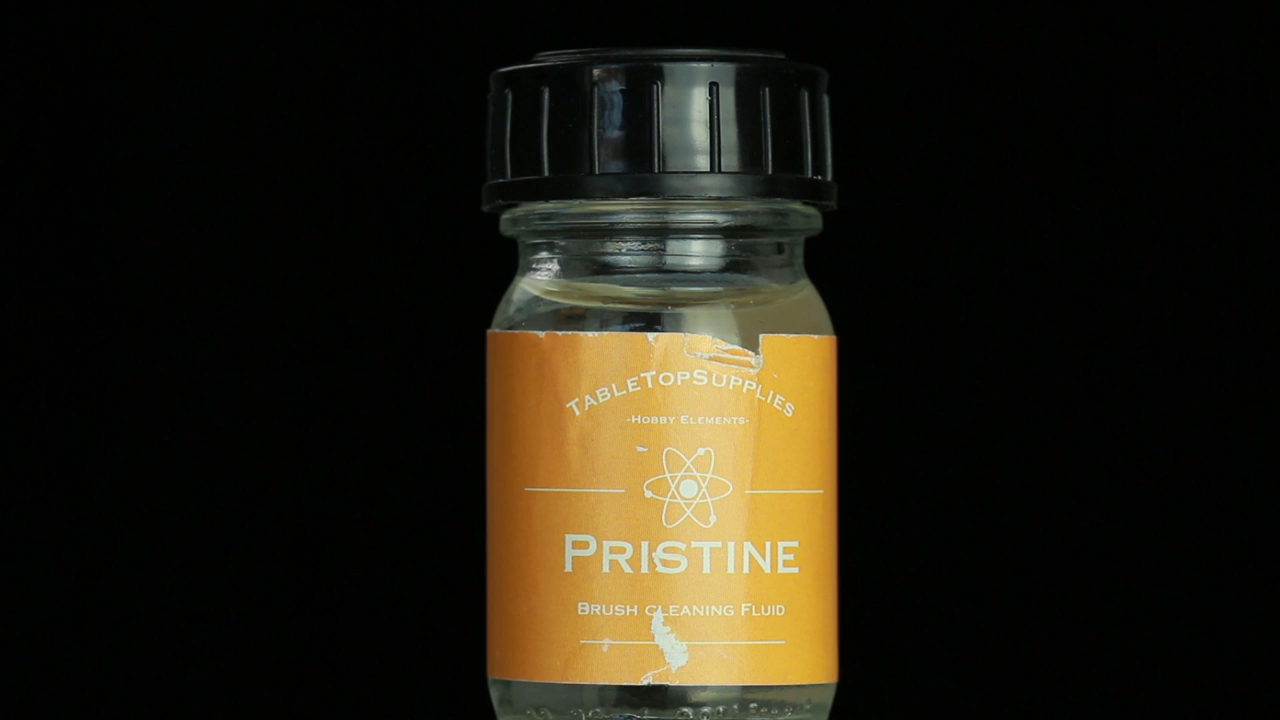 TableTopSupplies
-Hobby Elements-
Pristine
Brush cleaning Fluid